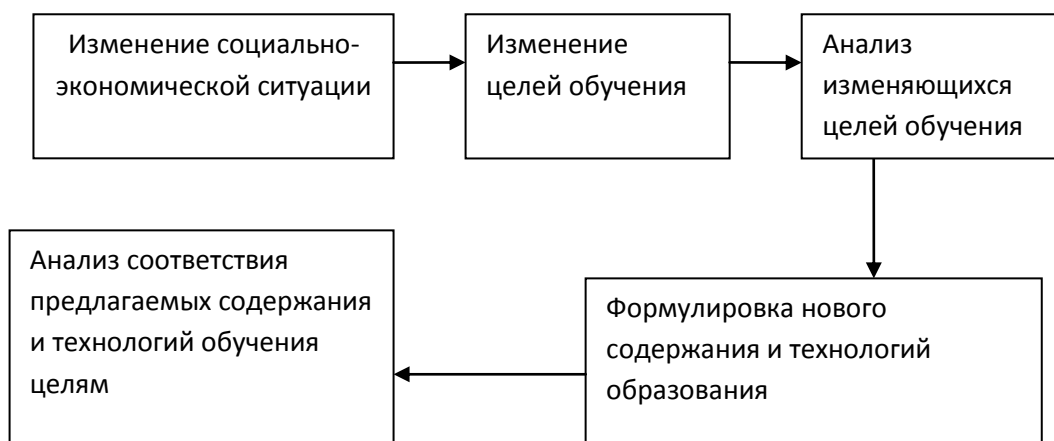 Изменение социально-
экономической ситуации
Изменение
целей обучения
Анализ
изменяющихся
целей обучения
Формулировка нового
содержания и технологий
образования
Анализ соответствия
предлагаемых содержания
и технологий обучения
целям